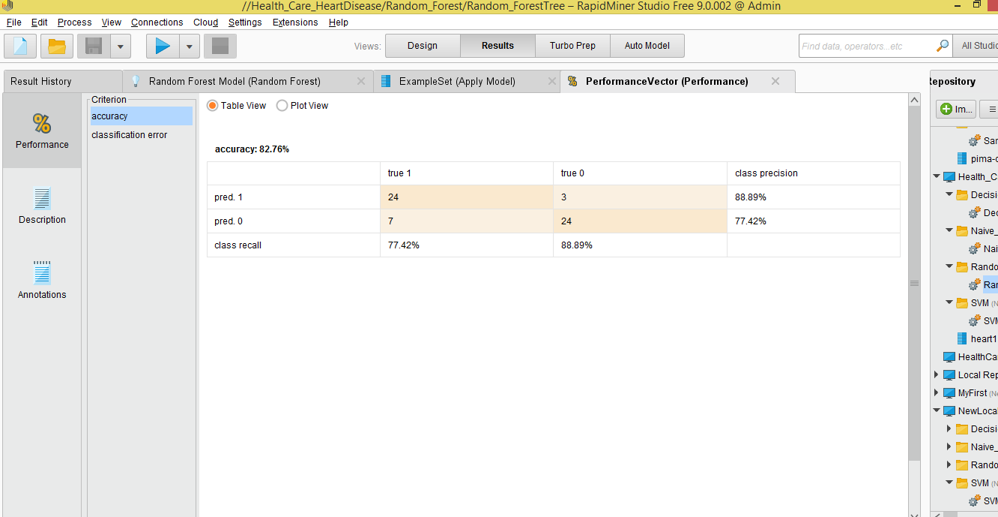 //Health_Care_HeartDisease/Random_Forest/Random_ForestTree – RapidMiner Studio Free 9.0.002 @ Admin
File Edit Process View Connections Cloud Settings Extensions Help
Views: Design Results Turbo Prep Auto Model Find data, operators...etc All Studio
Result History Random Forest Model (Random Forest) ExampleSet (Apply Model) PerformanceVector (Performance) Repository
Criterion
accuracy
classification error
Performance
Description
Annotations
Table View Plot View
accuracy: 82.76%
true 1 true 0 class precision
pred. 1 24 3 88.89%
pred. 0 7 24 77.42%
class recall 77.42% 88.89%
Im...
San
pima-d
Health_C
Decisi
Dec
Naive_
Nai
Rando
Ran
SVM (N
SVM
heart1
HealthCa
Local Rep
MyFirst (No
NewLocal
Decisi
Naive_
Rando
SVM (N
SVM